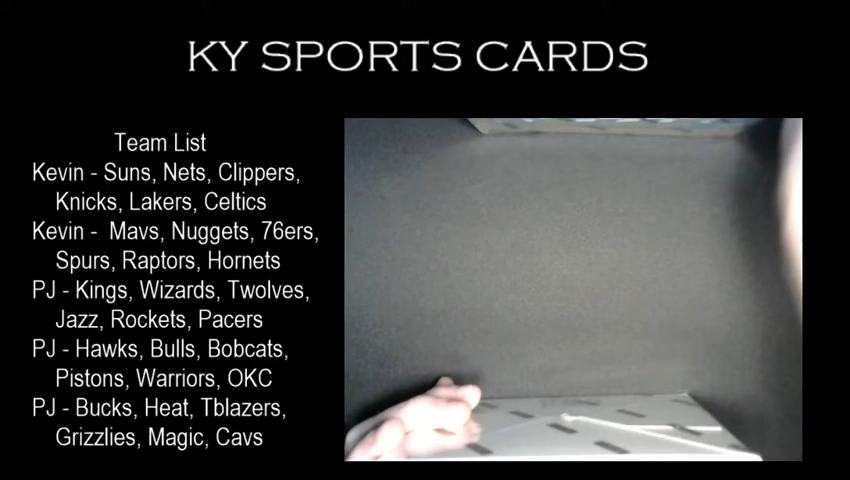 KY SPORTS CARDS
Team List
Kevin - Suns, Nets, Clippers,
Knicks, Lakers, Celtics
Kevin - Mavs, Nuggets, 76ers,
Spurs, Raptors, Hornets
PJ - Kings, Wizards, Twolves,
Jazz, Rockets, Pacers
PJ - Hawks, Bulls, Bobcats,
Pistons, Warriors, OKC
PJ - Bucks, Heat, Tblazers,
Grizzlies, Magic, Cavs